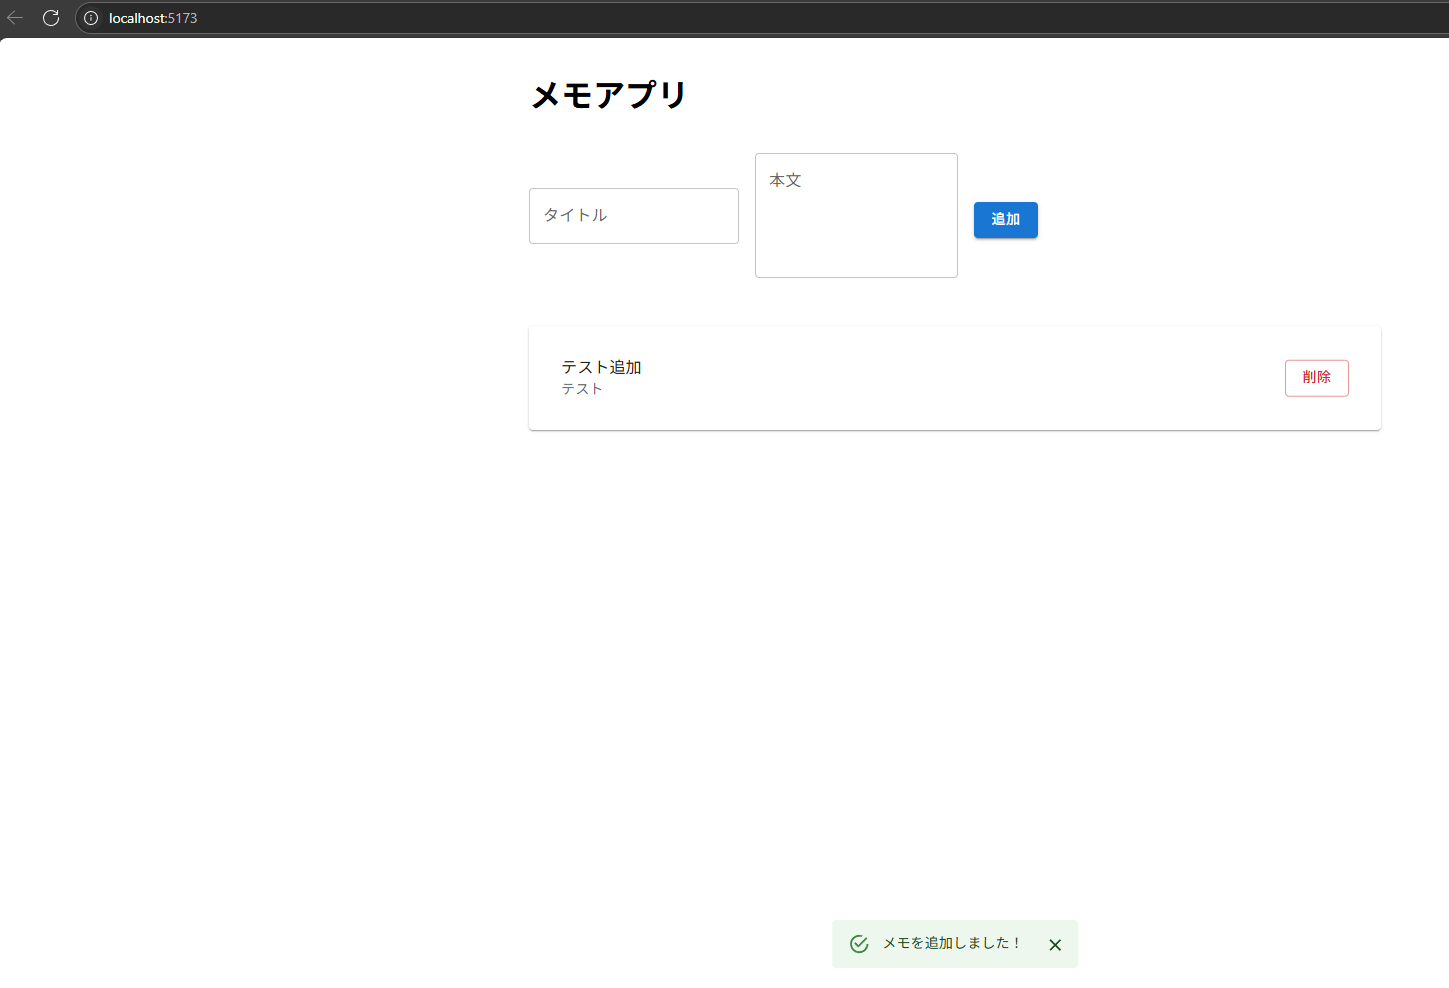 localhost:5173
メモアプリ
タイトル
本文
追加
テスト追加
テスト
削除
メモを追加しました！